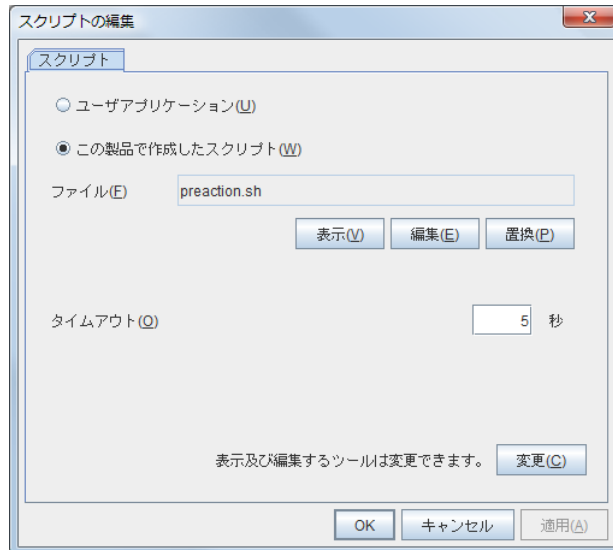 スクリプトの編集
スクリプト
ユーザアプリケーション(U)
この製品で作成したスクリプト(W)
ファイル(F) preaction.sh
表示(V) 編集(E) 置換(P)
タイムアウト(O) 5 秒
表示及び編集するツールは変更できます。 変更(C)
OK キャンセル 適用(A)